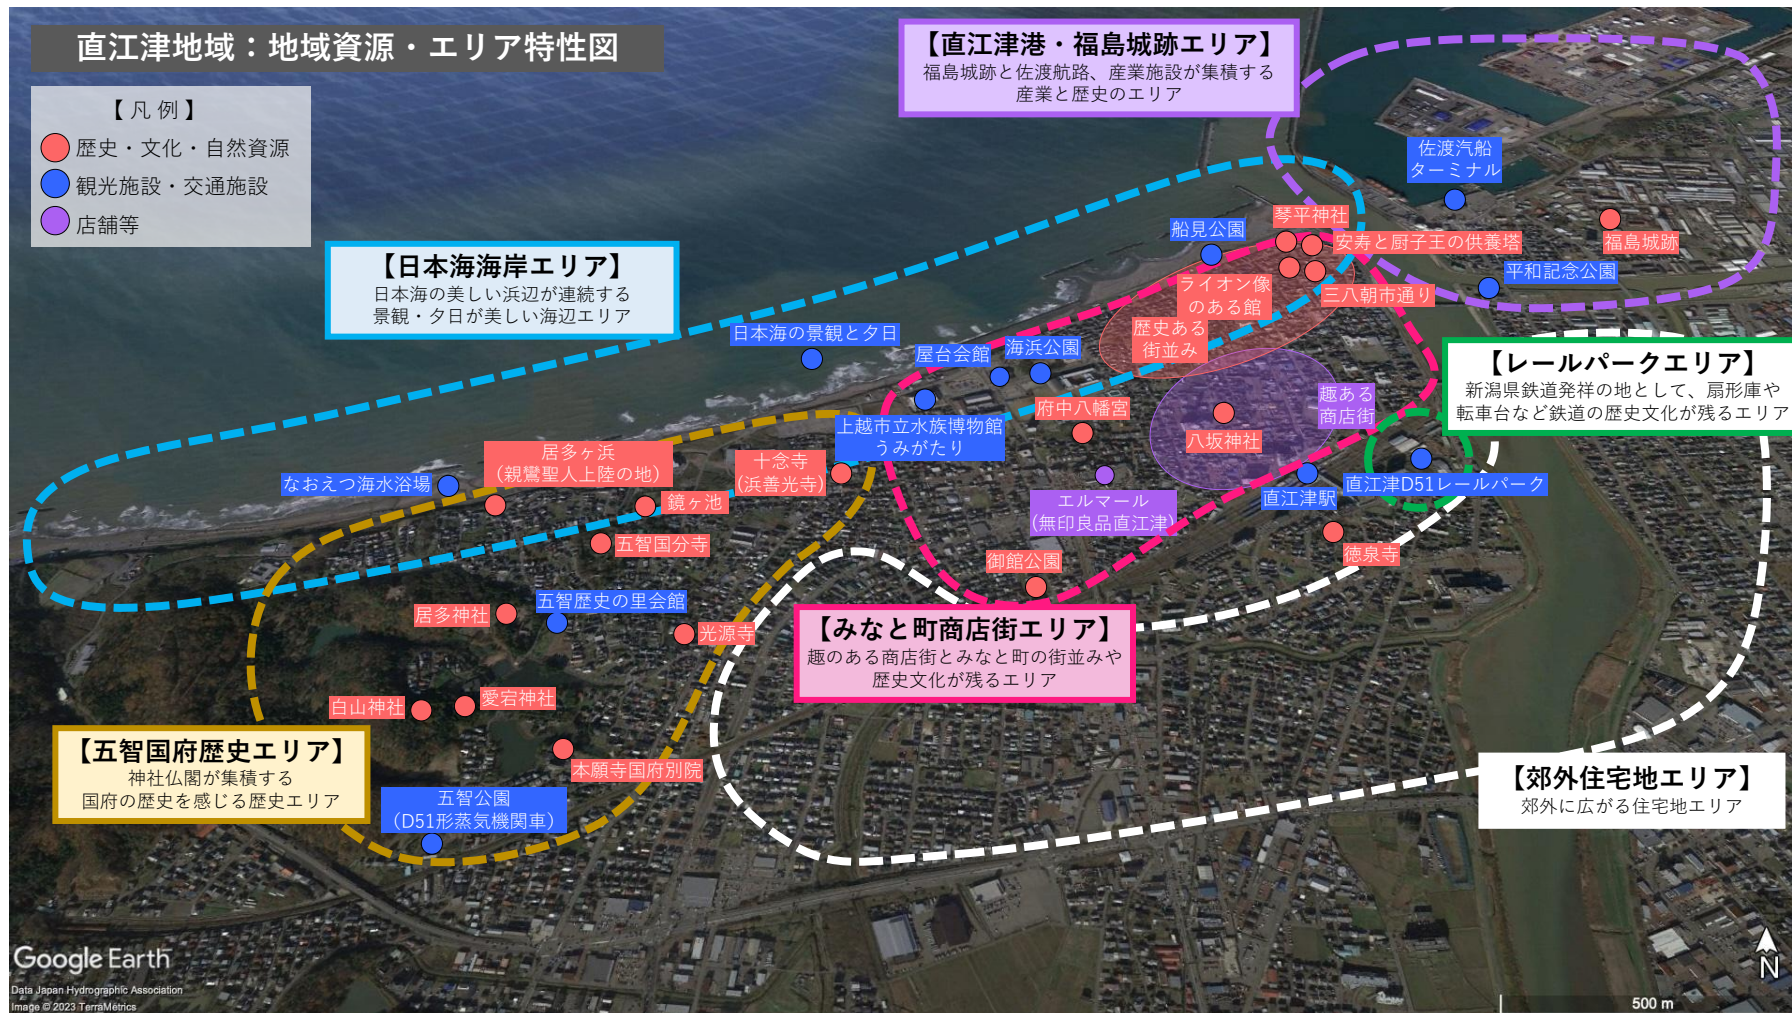 直江津地域：地域資源・エリア特性図
【凡例】
歴史・文化・自然資源
観光施設・交通施設
店舗等
【直江津港・福島城跡エリア】
福島城跡と佐渡航路、産業施設が集積する
産業と歴史のエリア
佐渡汽船
ターミナル
福島城跡
平和記念公園
琴平神社
安寿と厨子王の供養塔
船見公園
ライオン像
のある館
三八朝市通り
歴史ある
街並み
【日本海海岸エリア】
日本海の美しい浜辺が連続する
景観・夕日が美しい海辺エリア
日本海の景観と夕日
屋台会館
海浜公園
上越市立水族博物館
うみがたり
府中八幡宮
八坂神社
趣ある
商店街
【レールパークエリア】
新潟県鉄道発祥の地として、扇形庫や
転車台など鉄道の歴史文化が残るエリア
直江津D51レールパーク
直江津駅
徳泉寺
エルマール
(無印良品直江津)
御館公園
【みなと町商店街エリア】
趣のある商店街とみなと町の街並みや
歴史文化が残るエリア
なおえつ海水浴場
居多ヶ浜
（親鸞聖人上陸の地）
鏡ヶ池
十念寺
(浜善光寺)
五智国分寺
居多神社
五智歴史の里会館
光源寺
白山神社
愛宕神社
本願寺国府別院
【五智国府歴史エリア】
神社仏閣が集積する
国府の歴史を感じる歴史エリア
五智公園
（D51形蒸気機関車）
【郊外住宅地エリア】
郊外に広がる住宅地エリア
Google Earth
Data Japan Hydrographic Association
Image © 2023 TerraMetrics
N
500 m